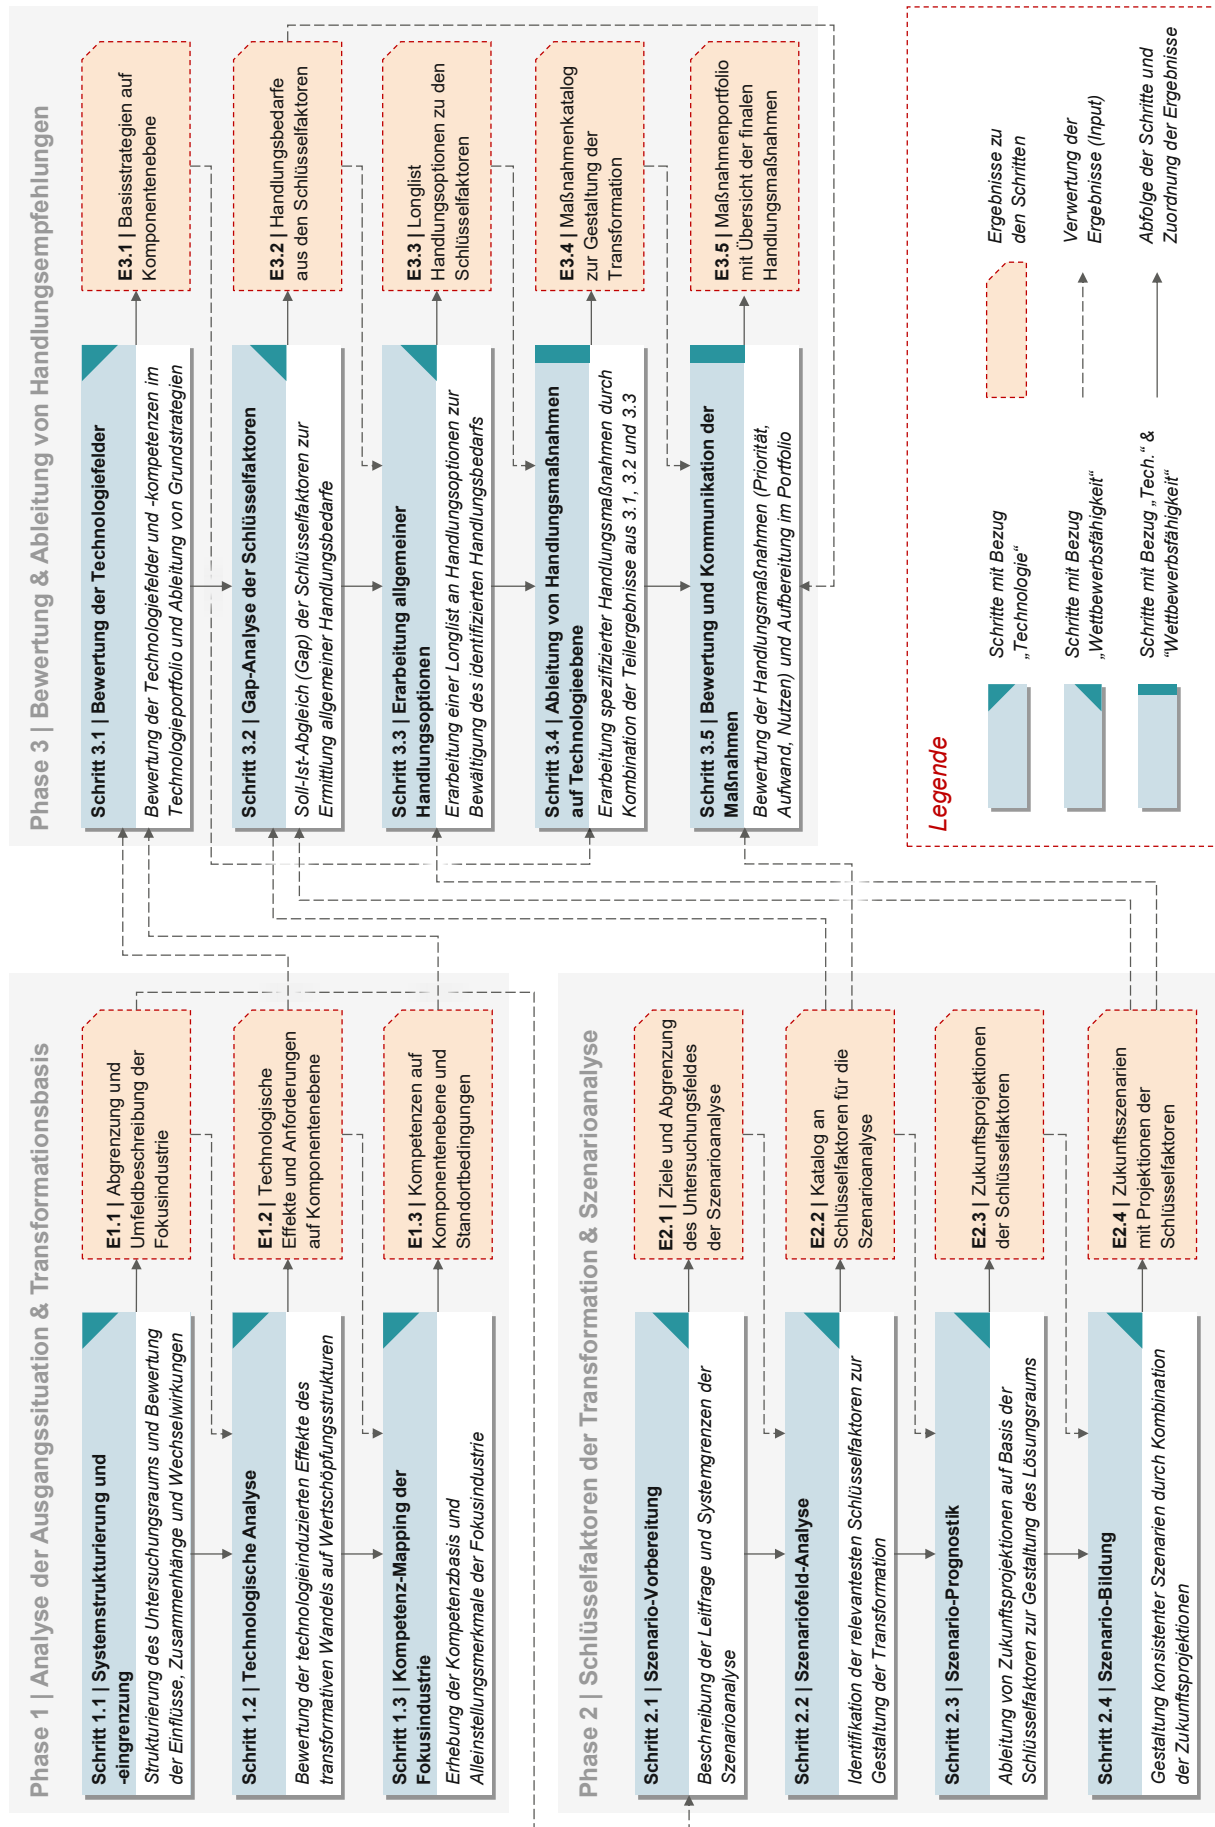 Phase 1 | Analyse der Ausgangssituation & Transformationsbasis
Schritt 1.1 | Systemstrukturierung und
-eingrenzung
Strukturierung des Untersuchungsraums und Bewertung
der Einflüsse, Zusammenhänge und Wechselwirkungen
E1.1 | Abgrenzung und
Umfeldbeschreibung der
Fokusindustrie
Schritt 1.2 | Technologische Analyse
Bewertung der technologieinduzierten Effekte des
transformativen Wandels auf Wertschöpfungsstrukturen
E1.2 | Technologische
Effekte und Anforderungen
auf Komponentenebene
Schritt 1.3 | Kompetenz-Mapping der
Fokusindustrie
Erhebung der Kompetenzbasis und
Alleinstellungsmerkmale der Fokusindustrie
E1.3 | Kompetenzen auf
Komponentenebene und
Standortbedingungen
Phase 2 | Schlüsselfaktoren der Transformation & Szenarioanalyse
Schritt 2.1 | Szenario-Vorbereitung
Beschreibung der Leitfrage und Systemgrenzen der
Szenarioanalyse
E2.1 | Ziele und Abgrenzung
des Untersuchungsfeldes
der Szenarioanalyse
Schritt 2.2 | Szenariofeld-Analyse
Identifikation der relevantesten Schlüsselfaktoren zur
Gestaltung der Transformation
E2.2 | Katalog an
Schlüsselfaktoren für die
Szenarioanalyse
Schritt 2.3 | Szenario-Prognostik
Ableitung von Zukunftsprojektionen auf Basis der
Schlüsselfaktoren zur Gestaltung des Lösungsraums
E2.3 | Zukunftsprojektionen
der Schlüsselfaktoren
Schritt 2.4 | Szenario-Bildung
Gestaltung konsistenter Szenarien durch Kombination
der Zukunftsprojektionen
E2.4 | Zukunftsszenarien
mit Projektionen der
Schlüsselfaktoren
Phase 3 | Bewertung & Ableitung von Handlungsempfehlungen
Schritt 3.1 | Bewertung der Technologiefelder
Bewertung der Technologiefelder und -kompetenzen im
Technologieportfolio und Ableitung von Grundstrategien
E3.1 | Basisstrategien auf
Komponentenebene
Schritt 3.2 | Gap-Analyse der Schlüsselfaktoren
Soll-Ist-Abgleich (Gap) der Schlüsselfaktoren zur
Ermittlung allgemeiner Handlungsbedarfe
E3.2 | Handlungsbedarfe
aus den Schlüsselfaktoren
Schritt 3.3 | Erarbeitung allgemeiner
Handlungsoptionen
Erarbeitung einer Longlist an Handlungsoptionen zur
Bewältigung des identifizierten Handlungsbedarfs
E3.3 | Longlist
Handlungsoptionen zu den
Schlüsselfaktoren
Schritt 3.4 | Ableitung von Handlungsmaßnahmen
auf Technologieebene
Erarbeitung spezifizierter Handlungsmaßnahmen durch
Kombination der Teilergebnisse aus 3.1, 3.2 und 3.3
E3.4 | Maßnahmenkatalog
zur Gestaltung der
Transformation
Schritt 3.5 | Bewertung und Kommunikation der
Maßnahmen
Bewertung der Handlungsmaßnahmen (Priorität,
Aufwand, Nutzen) und Aufbereitung im Portfolio
E3.5 | Maßnahmenportfolio
mit Übersicht der finalen
Handlungsmaßnahmen
Legende
Schritte mit Bezug
„Technologie“
Schritte mit Bezug
„Wettbewerbsfähigkeit“
Schritte mit Bezug „Tech.“ &
“Wettbewerbsfähigkeit”
Ergebnisse zu
den Schritten
Verwertung der
Ergebnisse (Input)
Abfolge der Schritte und
Zuordnung der Ergebnisse